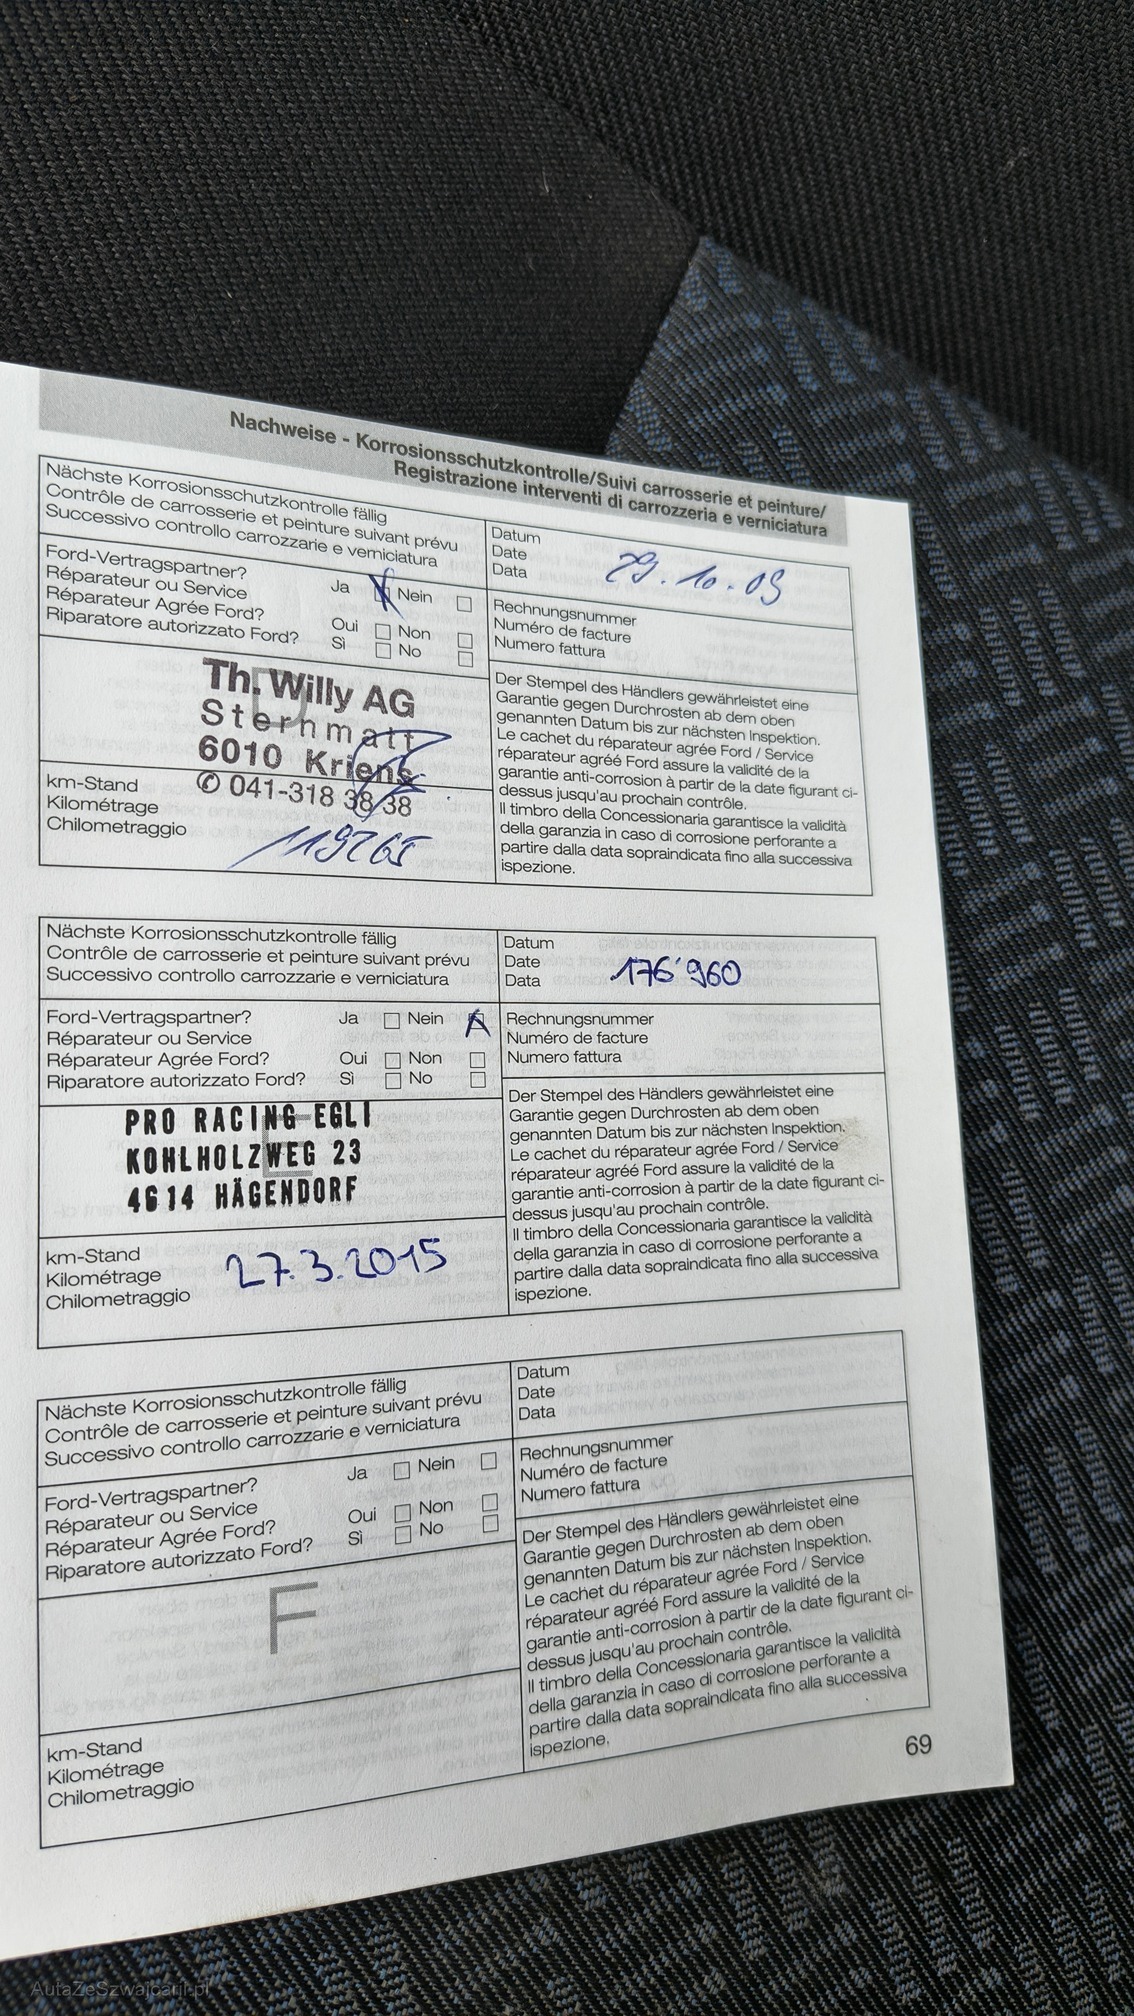 Nachweise - Korrosionsschutzkontrolle/Suivi carrosserie et peinture/
Registrazione interventi di carrozzeria e verniciatura
Nächste Korrosionsschutzkontrolle fällig
Contrôle de carrosserie et peinture suivant prévu
Successivo controllo carrozzarie e verniciatura
Datum
Date
Data
29.10.09
Ford-Vertragspartner?
Réparateur ou Service
Réparateur Agrée Ford?
Riparatore autorizzato Ford?
Ja Nein
Oui Non
Sì No
Rechnungsnummer
Numéro de facture
Numero fattura
Th. Willy AG
Sternmatt
6010 Kriens
✆ 041-318 38 38
km-Stand
Kilométrage
Chilometraggio
119265
Der Stempel des Händlers gewährleistet eine
Garantie gegen Durchrosten ab dem oben
genannten Datum bis zur nächsten Inspektion.
Le cachet du réparateur agrée Ford / Service
réparateur agréé Ford assure la validité de la
garantie anti-corrosion à partir de la date figurant ci-
dessus jusqu'au prochain contrôle.
Il timbro della Concessionaria garantisce la validità
della garanzia in caso di corrosione perforante a
partire dalla data sopraindicata fino alla successiva
ispezione.
Nächste Korrosionsschutzkontrolle fällig
Contrôle de carrosserie et peinture suivant prévu
Successivo controllo carrozzarie e verniciatura
Datum
Date
Data
176'960
Ford-Vertragspartner?
Réparateur ou Service
Réparateur Agrée Ford?
Riparatore autorizzato Ford?
Ja Nein
Oui Non
Sì No
Rechnungsnummer
Numéro de facture
Numero fattura
E
PRO RACING-EGLI
KOHLHOLZWEG 23
4614 HÄGENDORF
km-Stand
Kilométrage
Chilometraggio
27.3.2015
Der Stempel des Händlers gewährleistet eine
Garantie gegen Durchrosten ab dem oben
genannten Datum bis zur nächsten Inspektion.
Le cachet du réparateur agrée Ford / Service
réparateur agréé Ford assure la validité de la
garantie anti-corrosion à partir de la date figurant ci-
dessus jusqu'au prochain contrôle.
Il timbro della Concessionaria garantisce la validità
della garanzia in caso di corrosione perforante a
partire dalla data sopraindicata fino alla successiva
ispezione.
Nächste Korrosionsschutzkontrolle fällig
Contrôle de carrosserie et peinture suivant prévu
Successivo controllo carrozzarie e verniciatura
Datum
Date
Data
Ford-Vertragspartner?
Réparateur ou Service
Réparateur Agrée Ford?
Riparatore autorizzato Ford?
Ja Nein
Oui Non
Sì No
Rechnungsnummer
Numéro de facture
Numero fattura
F
km-Stand
Kilométrage
Chilometraggio
Der Stempel des Händlers gewährleistet eine
Garantie gegen Durchrosten ab dem oben
genannten Datum bis zur nächsten Inspektion.
Le cachet du réparateur agrée Ford / Service
réparateur agréé Ford assure la validité de la
garantie anti-corrosion à partir de la date figurant ci-
dessus jusqu'au prochain contrôle.
Il timbro della Concessionaria garantisce la validità
della garanzia in caso di corrosione perforante a
partire dalla data sopraindicata fino alla successiva
ispezione.
69
AutaZeSzwajcarii.pl